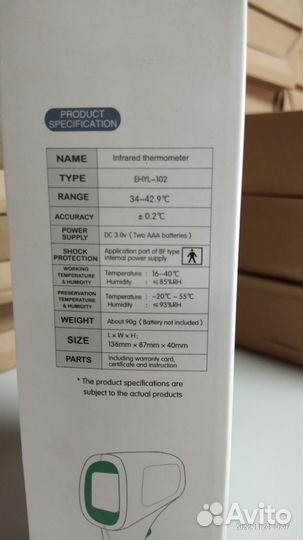 PRODUCT
SPECIFICATION
NAME Infrared thermometer
TYPE EHYL-102
RANGE 34~42.9℃
ACCURACY ± 0.2℃
POWER
SUPPLY DC 3.0v (Two AAA batteries)
SHOCK
PROTECTION Application part of BF type
internal power supply
WORKING
TEMPERATURE
& HUMIDITY Temperature : 16~40℃
Humidity : ≤85%RH
PRESERVATION
TEMPERATURE
& HUMIDITY Temperature : -20℃~ 55℃
Humidity : ≤93%RH
WEIGHT About 90g ( Battery not included )
SIZE L × W × H:
136mm × 87mm × 40mm
PARTS Including warranty card,
certificate and instruction
* The product specifications are
subject to the actual products
Avito